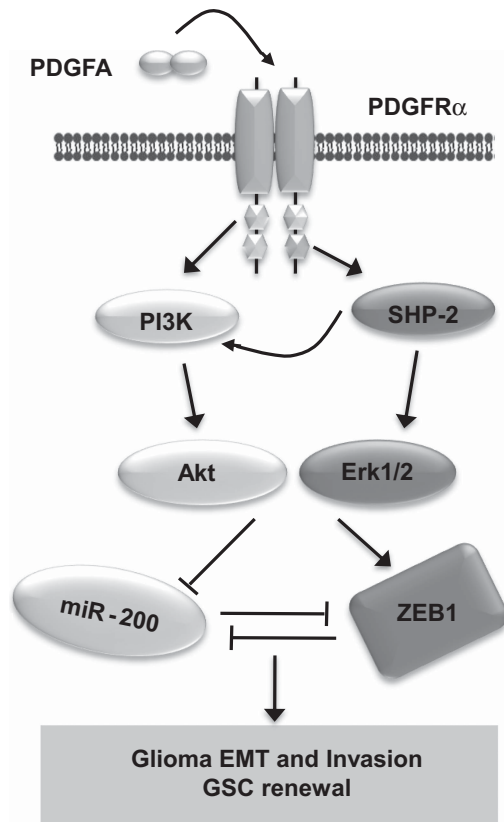 PDGFA
PDGFRα
PI3K
SHP-2
Akt
Erk1/2
miR-200
ZEB1
Glioma EMT and Invasion
GSC renewal